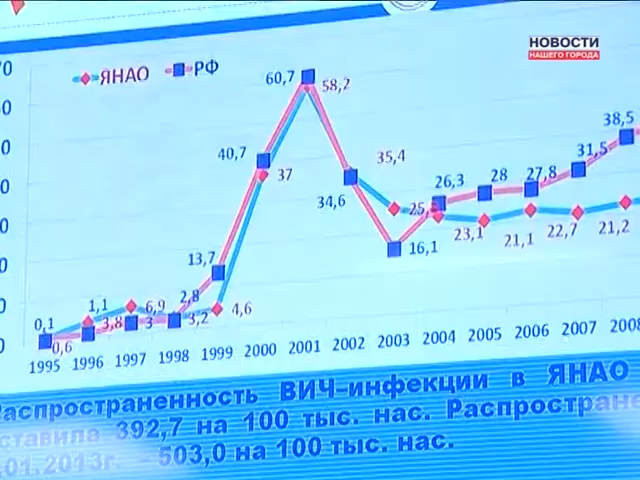 НОВОСТИ
НАШЕГО ГОРОДА
ЯНАО РФ
60,7 58,2
40,7 37
35,4
34,6
38,5
31,5
26,3 28 27,8
25,
23,1 21,1 22,7 21,2
16,1
13,7
0,1 1,1 6,9 2,8 4,6
0,6 3,8 3 3,2
1995 1996 1997 1998 1999 2000 2001 2002 2003 2004 2005 2006 2007 2008
аспространенность ВИЧ-инфекции в ЯНАО
ставила 392,7 на 100 тыс. нас. Распростране
.01.2013г. – 503,0 на 100 тыс. нас.